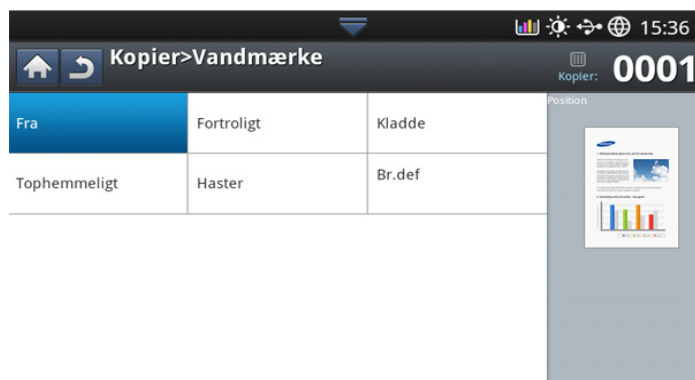 15:36
Kopier>Vandmærke
Kopier: 0001
Fra
Fortroligt
Kladde
Position
Tophemmeligt
Haster
Br.def